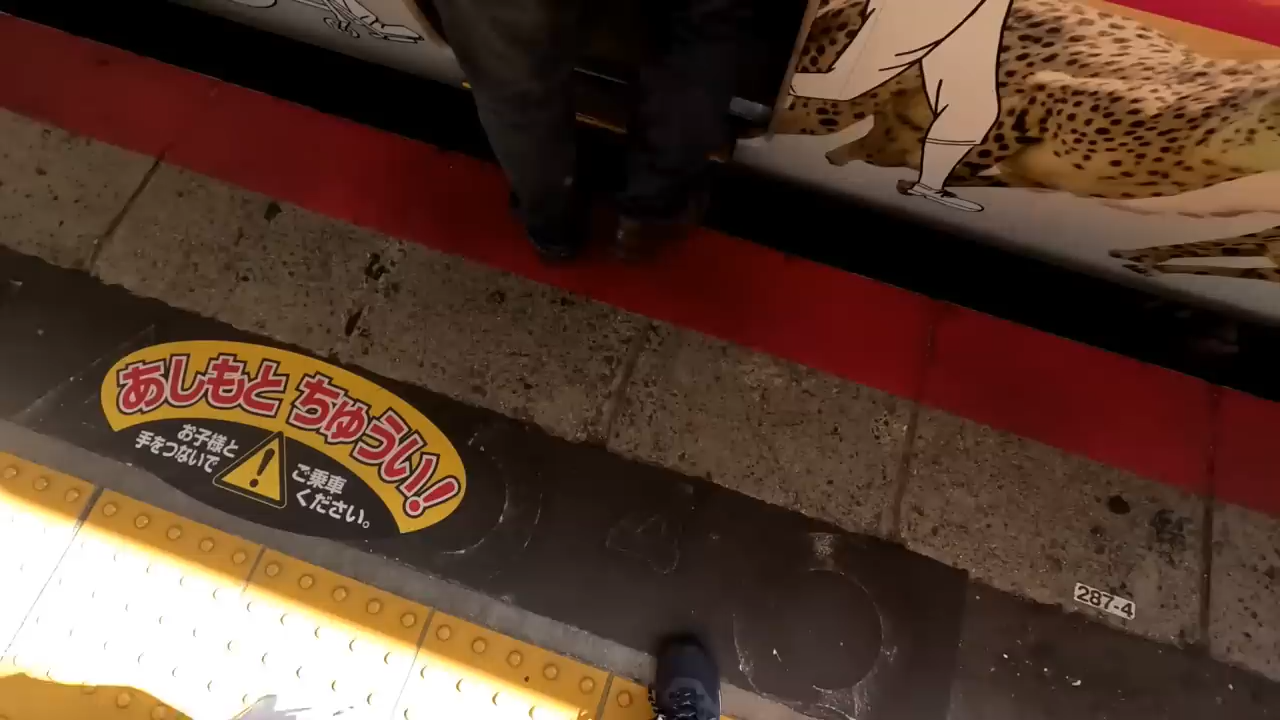 あしもと ちゅうい!
お子様と
手をつないで
ご乗車
ください。
287-4